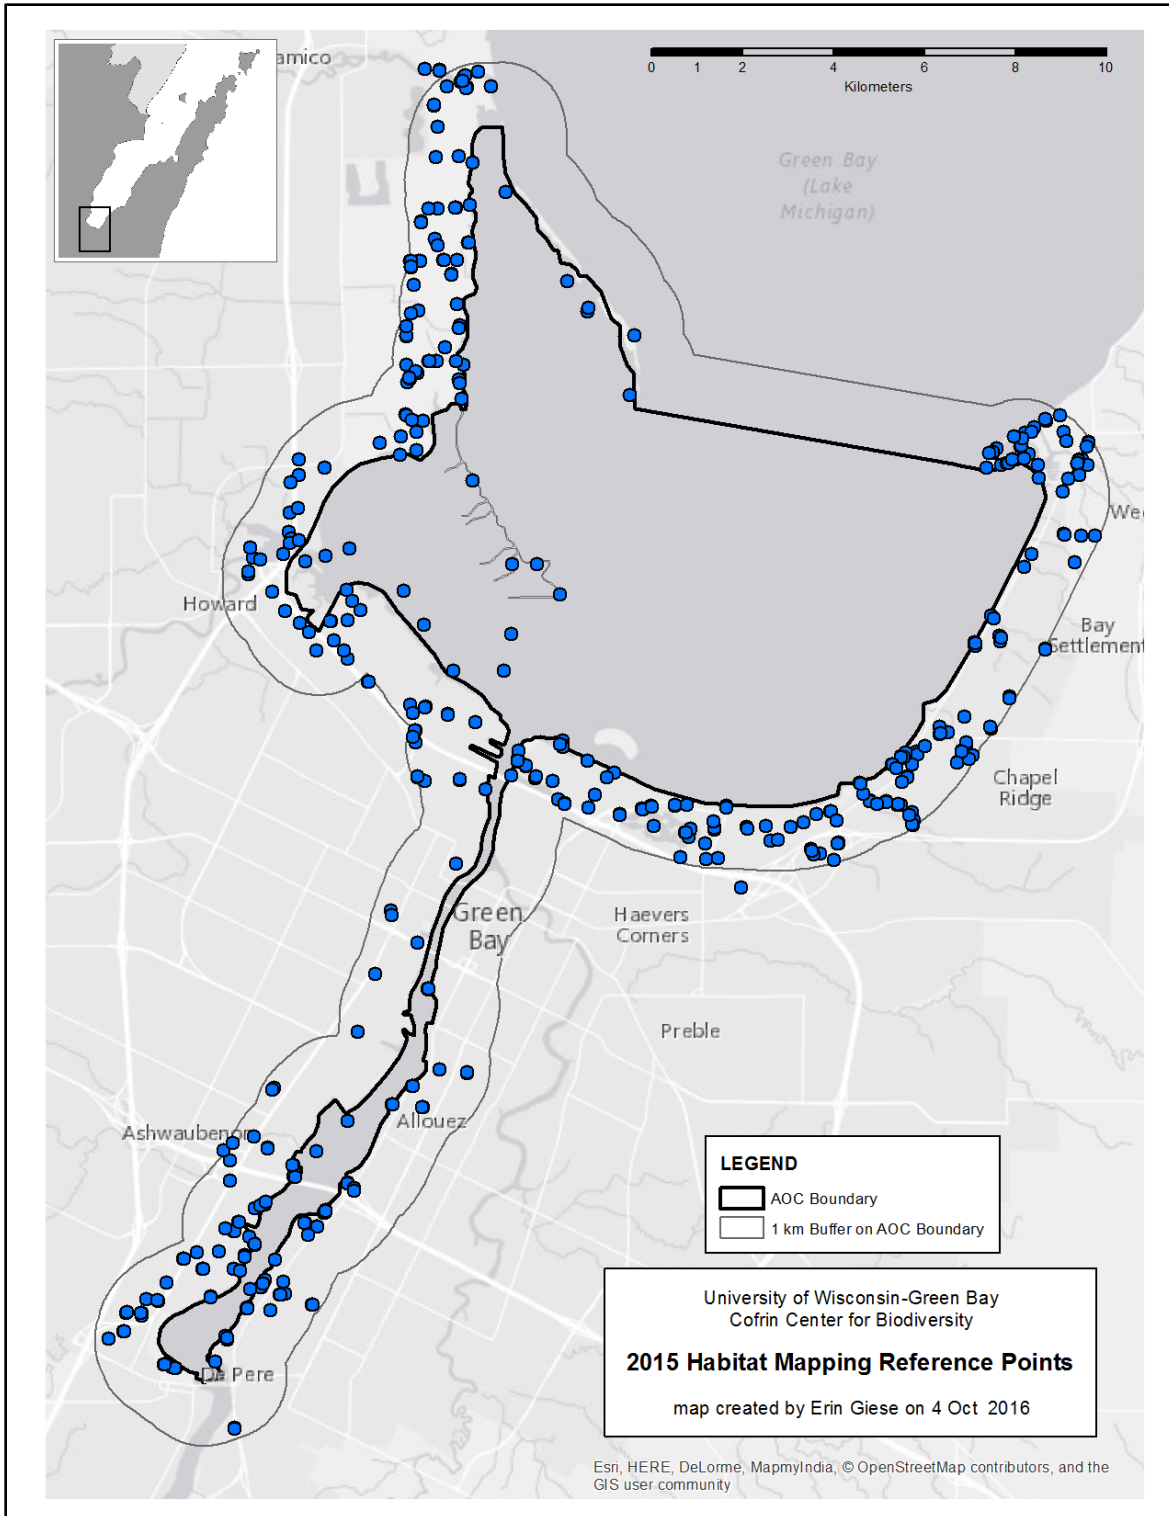 amico
0 1 2 4 6 8 10
Kilometers
Green Bay
(Lake
Michigan)
We
Howard
Bay
Settlement
Chapel
Ridge
Green
Bay
Haevers
Corners
Preble
Ashwaubenon
Allouez
LEGEND
AOC Boundary
1 km Buffer on AOC Boundary
University of Wisconsin-Green Bay
Cofrin Center for Biodiversity
2015 Habitat Mapping Reference Points
map created by Erin Giese on 4 Oct 2016
De Pere
Esri, HERE, DeLorme, MapmyIndia, © OpenStreetMap contributors, and the
GIS user community